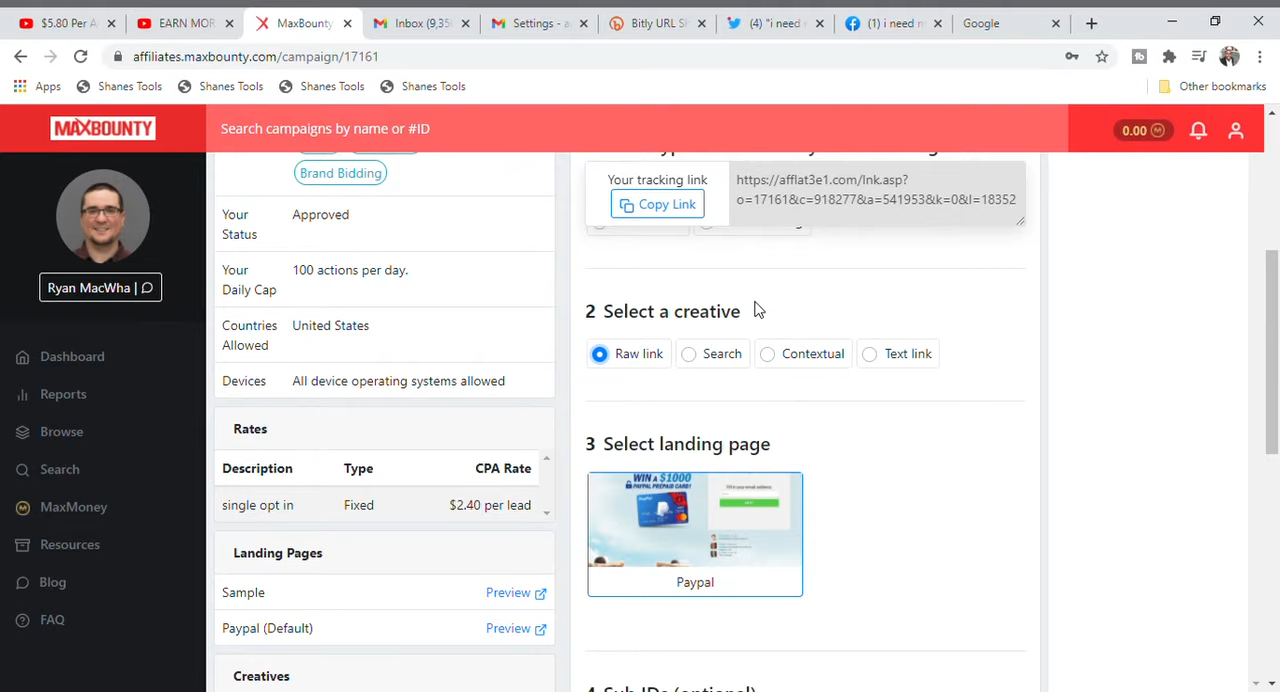 $5.80 Per A
EARN MOR
MaxBounty
Inbox (9,35
Settings - a
Bitly URL Sh
(4) "i need
(1) i need m
Google
affiliates.maxbounty.com/campaign/17161
Apps
Shanes Tools
Shanes Tools
Shanes Tools
Shanes Tools
Other bookmarks
MAXBOUNTY
Search campaigns by name or #ID
0.00
Ryan MacWha |
Dashboard
Reports
Browse
Search
MaxMoney
Resources
Blog
FAQ
Brand Bidding
Your Status
Approved
Your Daily Cap
100 actions per day.
Countries Allowed
United States
Devices
All device operating systems allowed
Rates
Description Type CPA Rate
single opt in Fixed $2.40 per lead
Landing Pages
Sample Preview
Paypal (Default) Preview
Creatives
Your tracking link
Copy Link
https://afflat3e1.com/lnk.asp?
o=17161&c=918277&a=541953&k=0&l=18352
2 Select a creative
Raw link
Search
Contextual
Text link
3 Select landing page
WIN A $1000
PAYPAL PREPAID CARD!
Paypal
4 Sub IDs (optional)